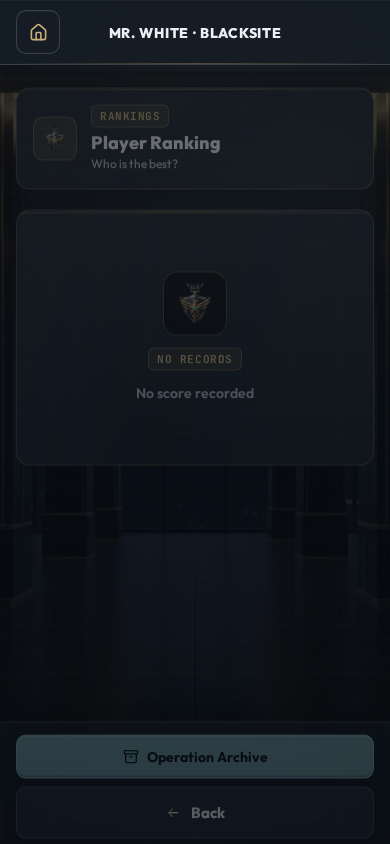 MR. WHITE · BLACKSITE
RANKINGS
Player Ranking
Who is the best?
NO RECORDS
No score recorded
Operation Archive
Back